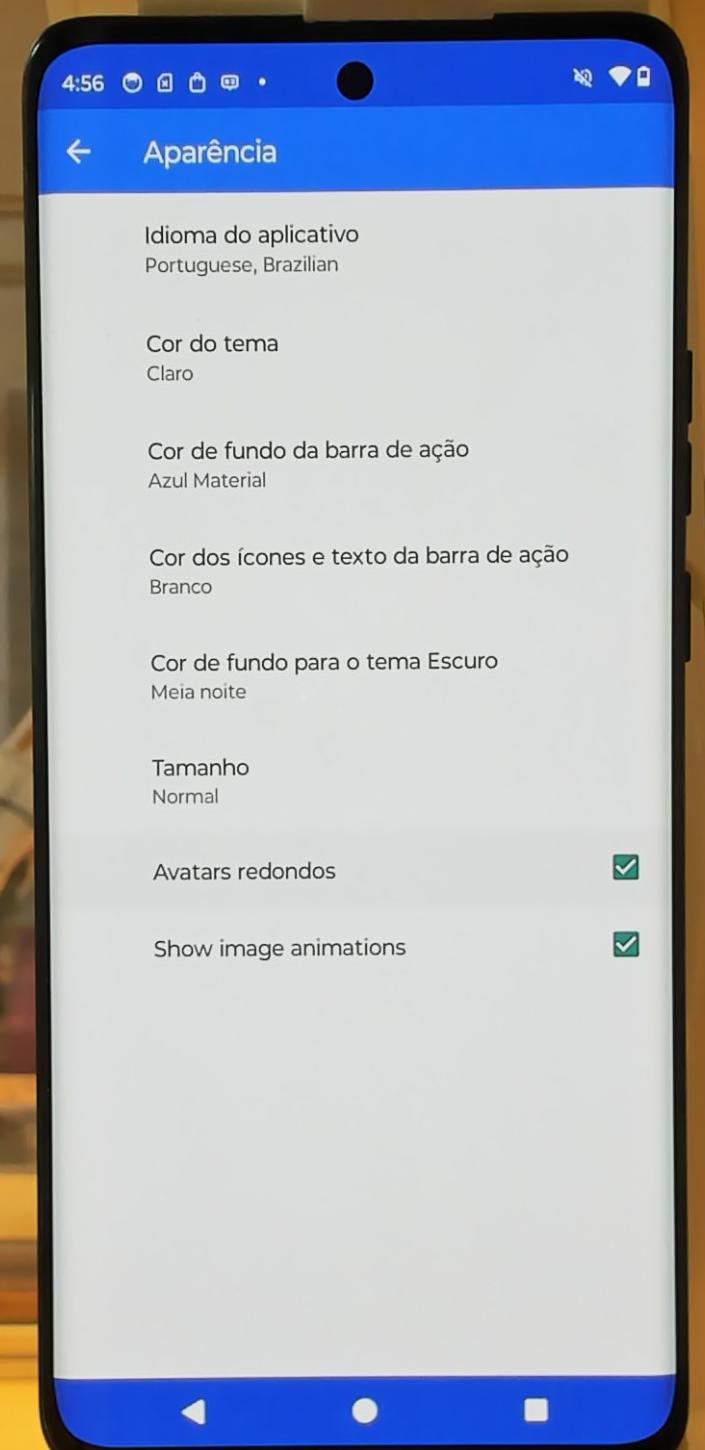 4:56
Aparência
Idioma do aplicativo
Portuguese, Brazilian
Cor do tema
Claro
Cor de fundo da barra de ação
Azul Material
Cor dos ícones e texto da barra de ação
Branco
Cor de fundo para o tema Escuro
Meia noite
Tamanho
Normal
Avatars redondos
Show image animations